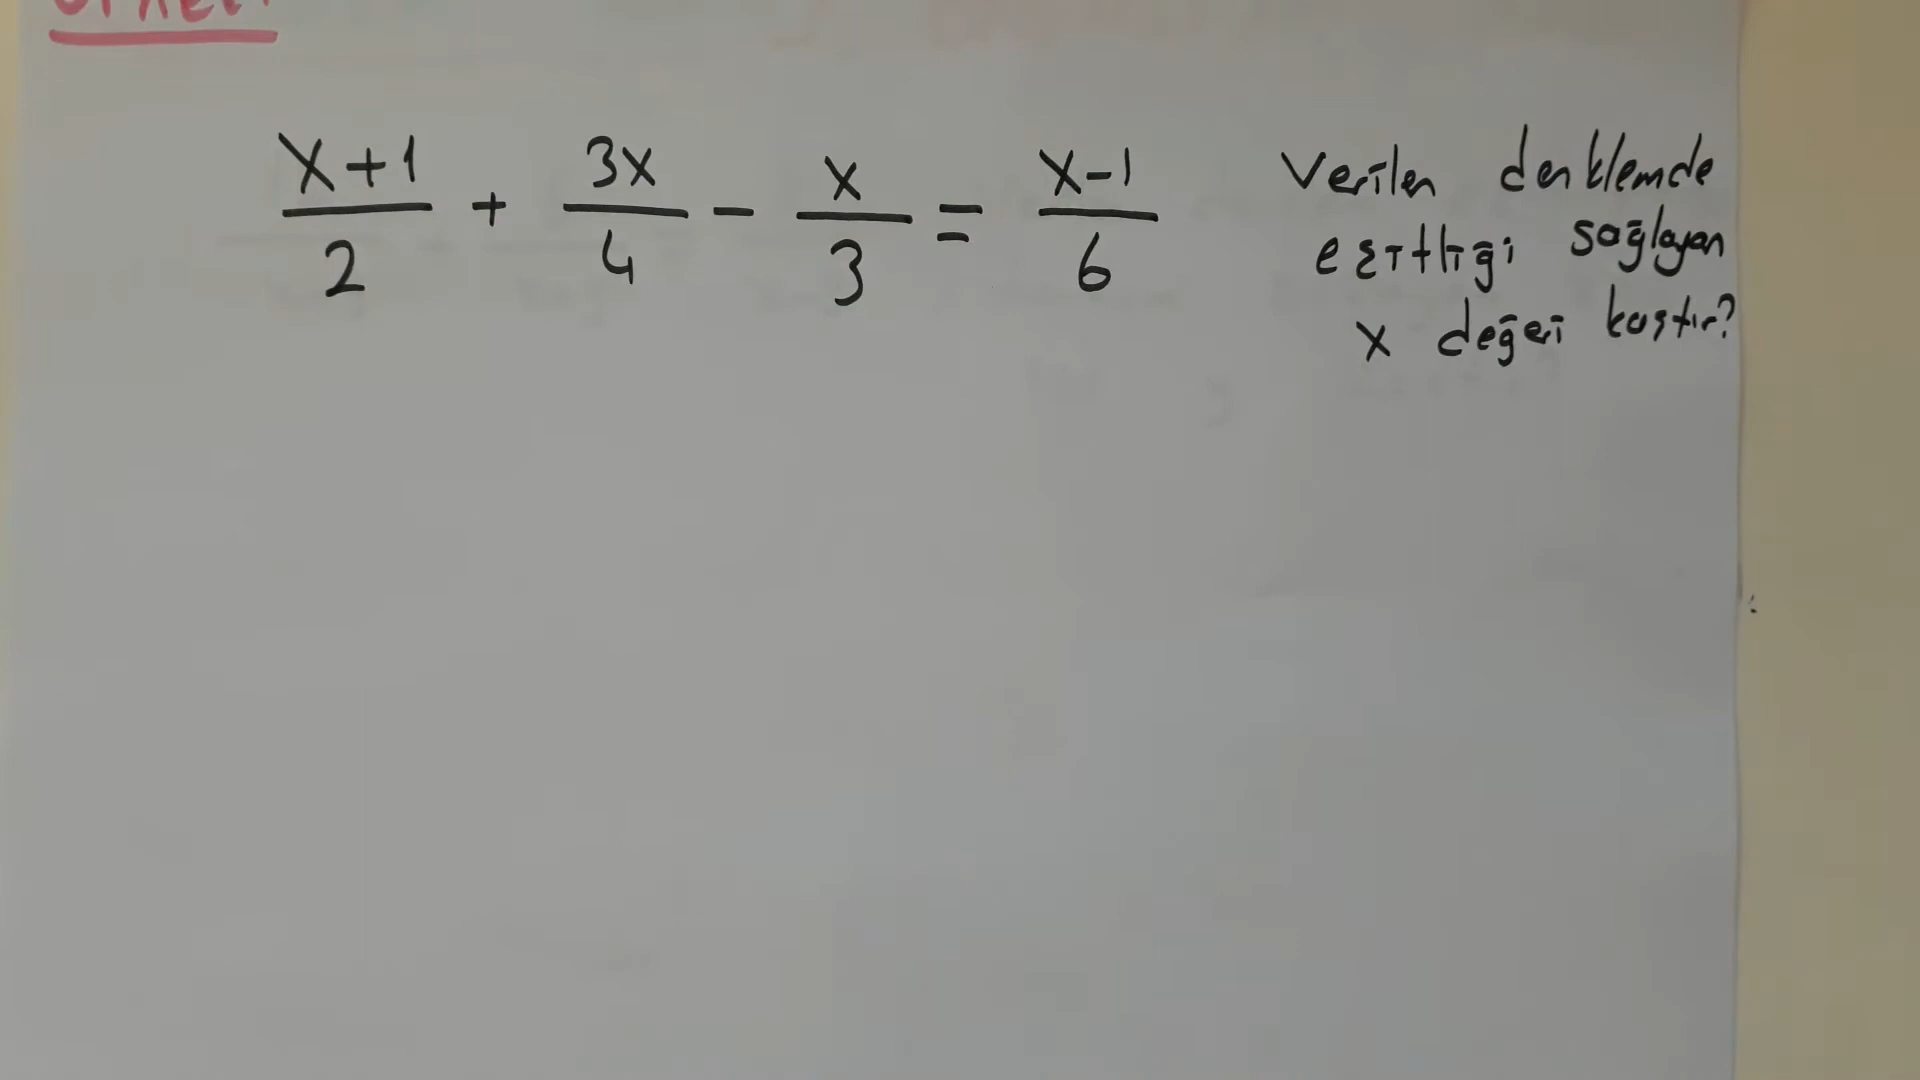 x+1/2 + 3x/4 - x/3 = x-1/6
Verilen denklemde
eşitliği sağlayan
x değeri kaçtır?